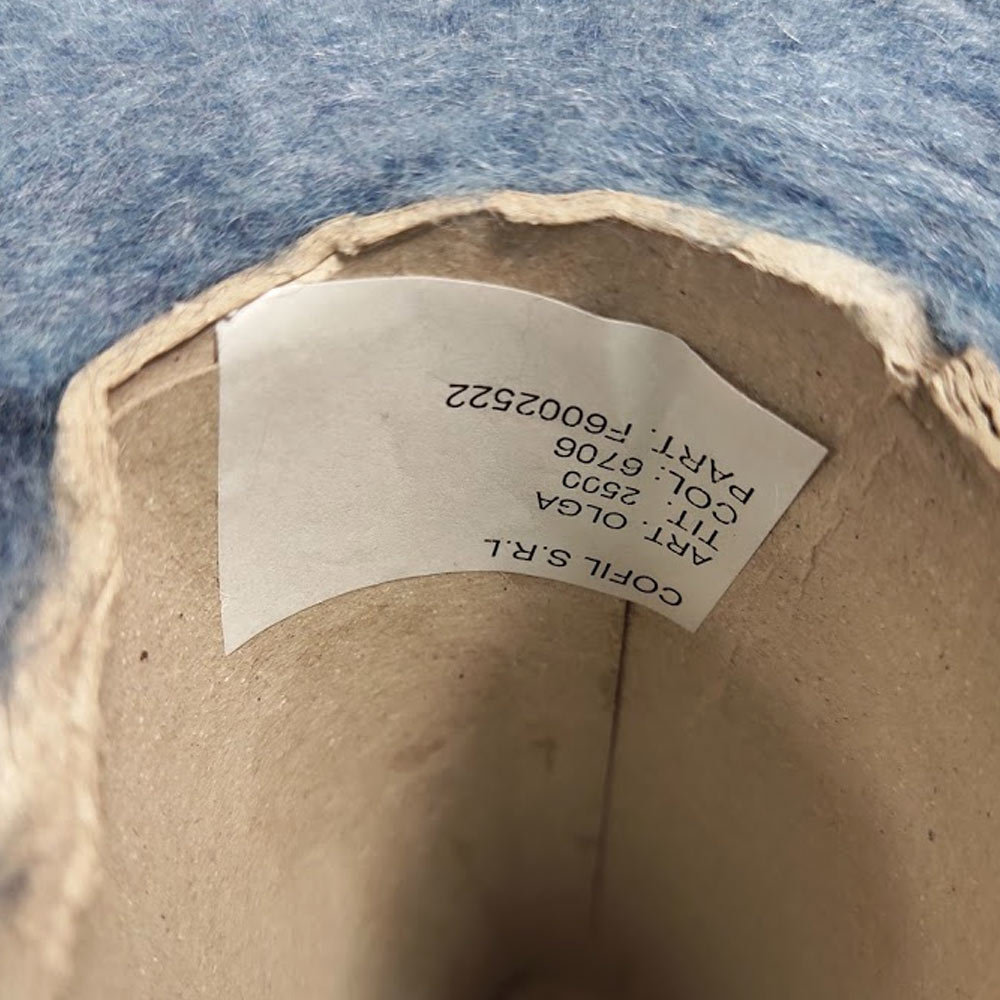 COFIL S.R.L
ART. OLGA
TIT. 2500
COL. 6706
PART. F6002522